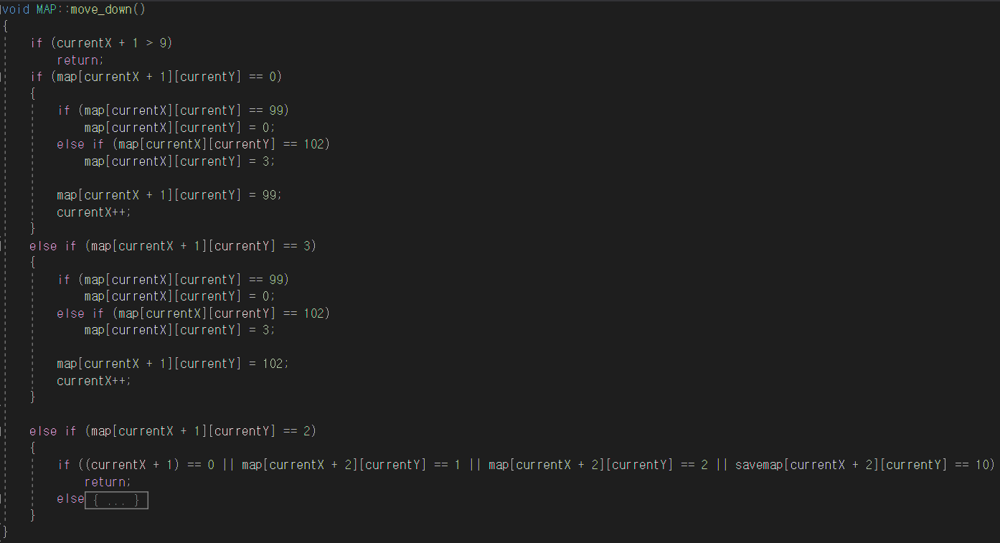 void MAP::move_down()
{
if (currentX + 1 > 9)
return;
if (map[currentX + 1][currentY] == 0)
{
if (map[currentX][currentY] == 99)
map[currentX][currentY] = 0;
else if (map[currentX][currentY] == 102)
map[currentX][currentY] = 3;
map[currentX + 1][currentY] = 99;
currentX++;
}
else if (map[currentX + 1][currentY] == 3)
{
if (map[currentX][currentY] == 99)
map[currentX][currentY] = 0;
else if (map[currentX][currentY] == 102)
map[currentX][currentY] = 3;
map[currentX + 1][currentY] = 102;
currentX++;
}
else if (map[currentX + 1][currentY] == 2)
{
if ((currentX + 1) == 0 || map[currentX + 2][currentY] == 1 || map[currentX + 2][currentY] == 2 || savemap[currentX + 2][currentY] == 10)
return;
else{ ... }
}
}